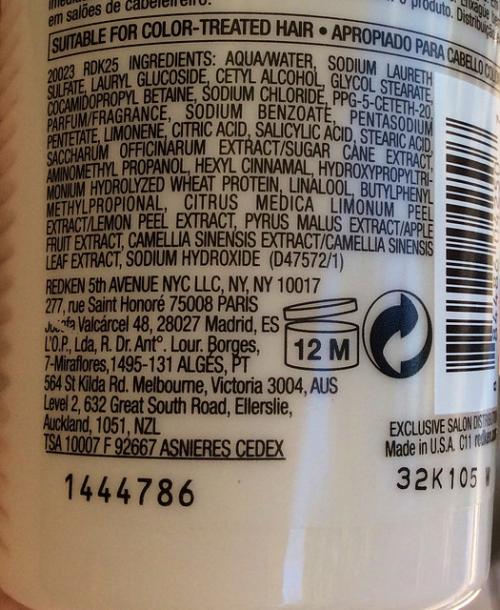 em salões de cabeleireiro.
o produto.
SUITABLE FOR COLOR-TREATED HAIR • APROPIADO PARA CABELLO
20023 RDK25 INGREDIENTS: AQUA/WATER, SODIUM LAURETH
SULFATE, LAURYL GLUCOSIDE, CETYL ALCOHOL, GLYCOL STEARATE,
COCAMIDOPROPYL BETAINE, SODIUM CHLORIDE, PPG-5-CETETH-20,
PARFUM/FRAGRANCE, SODIUM BENZOATE, PENTASODIUM
PENTETATE, LIMONENE, CITRIC ACID, SALICYLIC ACID, STEARIC ACID,
SACCHARUM OFFICINARUM EXTRACT/SUGAR CANE EXTRACT,
AMINOMETHYL PROPANOL, HEXYL CINNAMAL, HYDROXYPROPYLTRI-
MONIUM HYDROLYZED WHEAT PROTEIN, LINALOOL, BUTYLPHENYL
METHYLPROPIONAL, CITRUS MEDICA LIMONUM PEEL
EXTRACT/LEMON PEEL EXTRACT, PYRUS MALUS EXTRACT/APPLE
FRUIT EXTRACT, CAMELLIA SINENSIS EXTRACT/CAMELLIA SINENSIS
LEAF EXTRACT, SODIUM HYDROXIDE (D47572/1)
REDKEN 5th AVENUE NYC LLC, NY, NY 10017
277, rue Saint Honoré 75008 PARIS
Valcárcel 48, 28027 Madrid, ES
L'O.P., Lda, R. Dr. Antº. Lour. Borges,
7-Miraflores,1495-131 ALGÉS, PT
564 St Kilda Rd. Melbourne, Victoria 3004, AUS
Level 2, 632 Great South Road, Ellerslie,
Auckland, 1051, NZL
TSA 10007 F 92667 ASNIERES CEDEX
12 M
EXCLUSIVE SALON
Made in U.S.A. C11
1444786
32K105